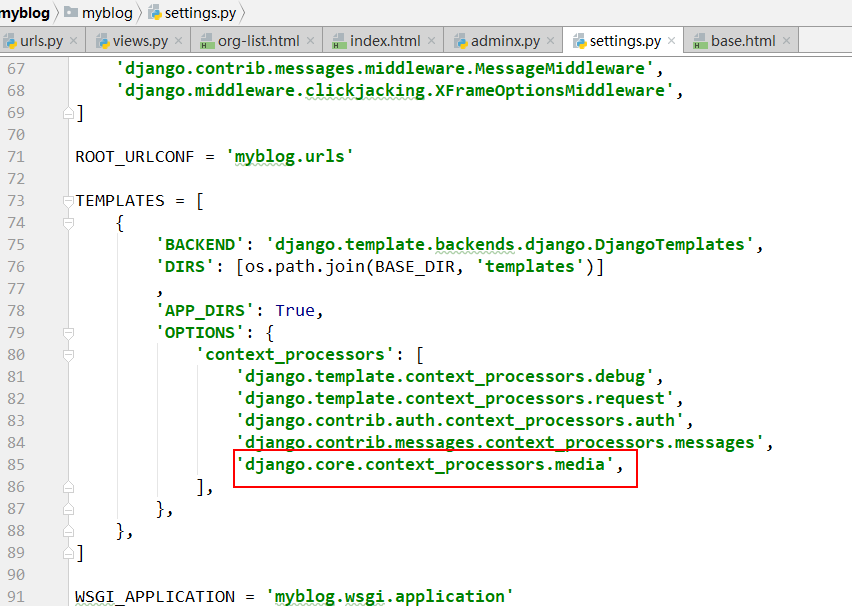 myblog myblog settings.py
urls.py views.py org-list.html index.html adminx.py settings.py base.html
67 'django.contrib.messages.middleware.MessageMiddleware',
68 'django.middleware.clickjacking.XFrameOptionsMiddleware',
69 ]
70
71 ROOT_URLCONF = 'myblog.urls'
72
73 TEMPLATES = [
74 {
75 'BACKEND': 'django.template.backends.django.DjangoTemplates',
76 'DIRS': [os.path.join(BASE_DIR, 'templates')]
77 ,
78 'APP_DIRS': True,
79 'OPTIONS': {
80 'context_processors': [
81 'django.template.context_processors.debug',
82 'django.template.context_processors.request',
83 'django.contrib.auth.context_processors.auth',
84 'django.contrib.messages.context_processors.messages',
85 'django.core.context_processors.media',
86 ],
87 },
88 },
89 ]
90
91 WSGI_APPLICATION = 'myblog.wsgi.application'